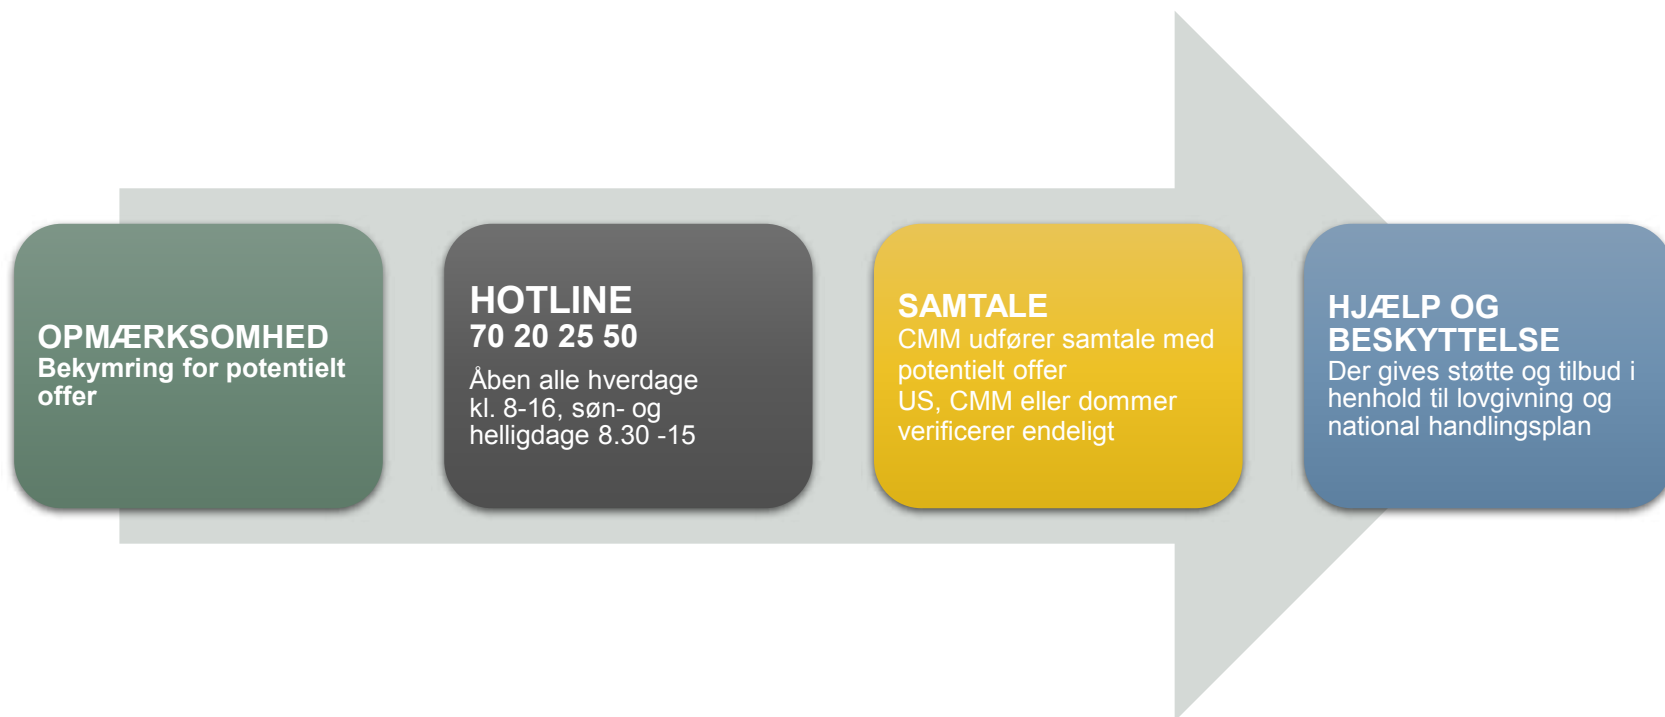 OPMÆRKSOMHED
Bekymring for potentielt
offer
HOTLINE
70 20 25 50
Åben alle hverdage
kl. 8-16, søn- og
helligdage 8.30 -15
SAMTALE
CMM udfører samtale med
potentielt offer
US, CMM eller dommer
verificerer endeligt
HJÆLP OG
BESKYTTELSE
Der gives støtte og tilbud i
henhold til lovgivning og
national handlingsplan